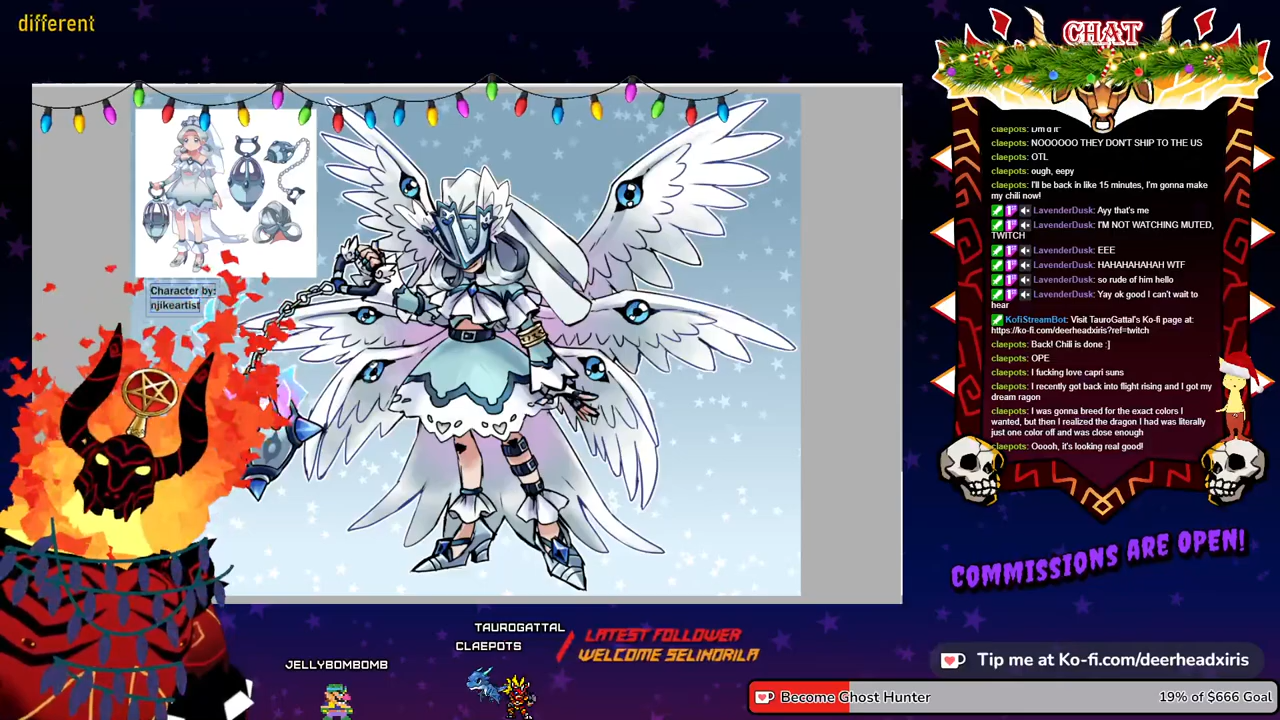 different
CHAT
claepots: Dm'd it"
claepots: NOOOOOO THEY DON'T SHIP TO THE US
claepots: OTL
claepots: ough, eepy
claepots: I'll be back in like 15 minutes, I'm gonna
make my chili now!
LavenderDusk: Ayy that's me
LavenderDusk: I'M NOT WATCHING MUTED,
TWITCH
LavenderDusk: EEE
LavenderDusk: HAHAHAHAHAH WTF
LavenderDusk: so rude of him hello
LavenderDusk: Yay ok good I can't wait to
hear
KofiStreamBot: Visit TauroGattal's Ko-fi page at:
https://ko-fi.com/deerheadxiris?ref=twitch
claepots: Back! Chili is done :]
claepots: OPE
claepots: I fucking love capri suns
claepots: I recently got back into flight rising and I got my
dream ragon
claepots: I was gonna breed for the exact colors I
wanted, but then I realized the dragon I had was literally
just one color off and was close enough
claepots: Ooooh, it's looking real good!
Character by:
njikeartist
COMMISSIONS ARE OPEN!
TAUROGATTAL
CLAEPOTS
JELLYBOMBOMB
LATEST FOLLOWER
WELCOME SELINORILA
Tip me at Ko-fi.com/deerheadxiris
Become Ghost Hunter
19% of $666 Goal